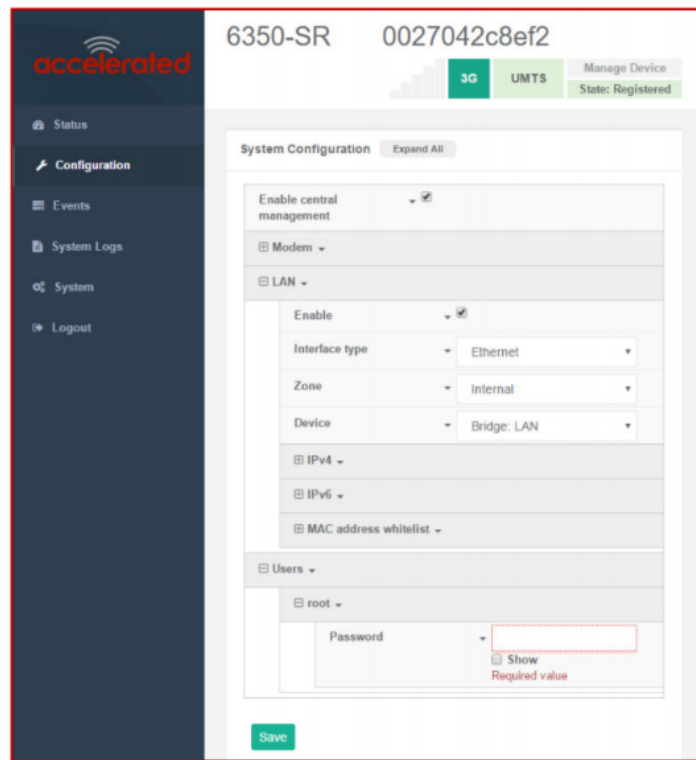 6350-SR 0027042c8ef2
accelerated
3G UMTS Manage Device
State: Registered
Status
Configuration
Events
System Logs
System
Logout
System Configuration Expand All
Enable central
management
Modem
LAN
Enable
Interface type Ethernet
Zone Internal
Device Bridge: LAN
IPv4
IPv6
MAC address whitelist
Users
root
Password
Show
Required value
Save